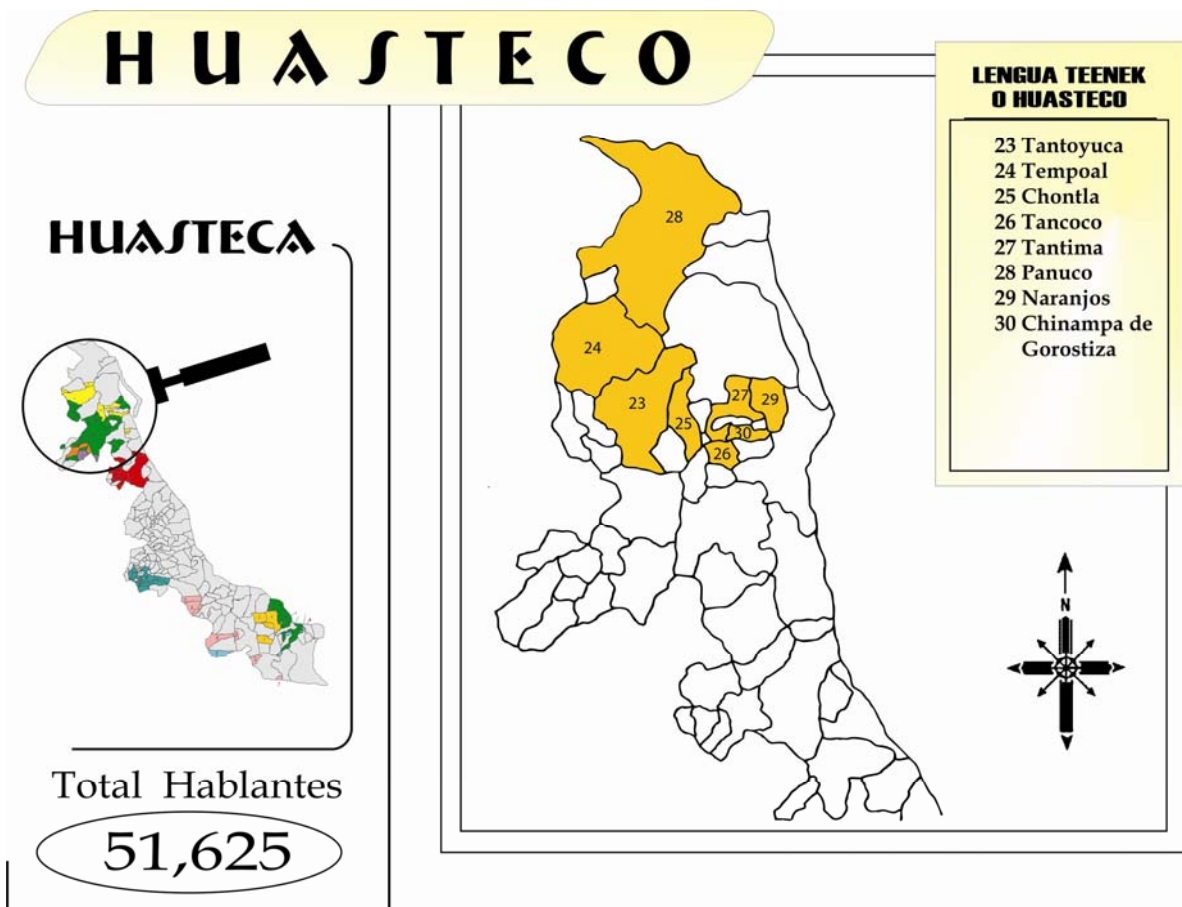 HUASTECO
HUASTECA
Total Hablantes
51,625
LENGUA TEENEK
O HUASTECO
23 Tantoyuca
24 Tempoal
25 Chontla
26 Tancoco
27 Tantima
28 Panuco
29 Naranjos
30 Chinampa de
Gorostiza
28
24
23
25
27
29
30
26
N